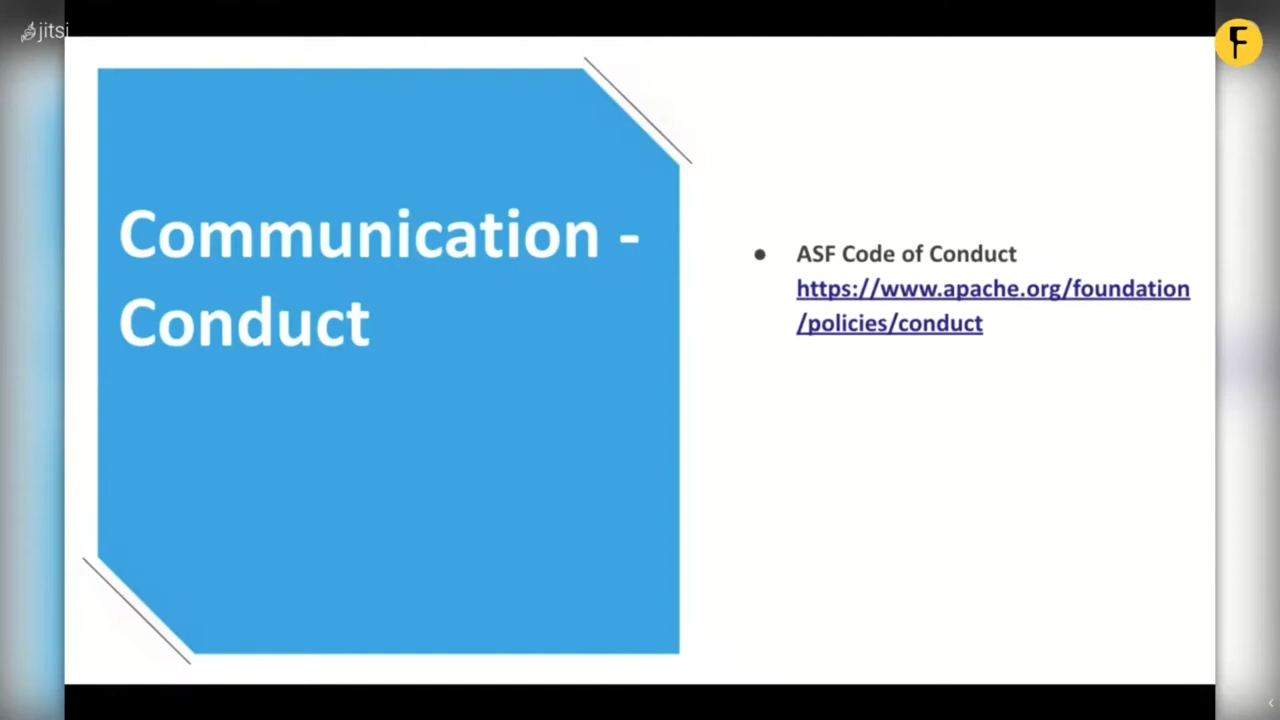 jitsi
F
Communication -
Conduct
● ASF Code of Conduct
https://www.apache.org/foundation
/policies/conduct